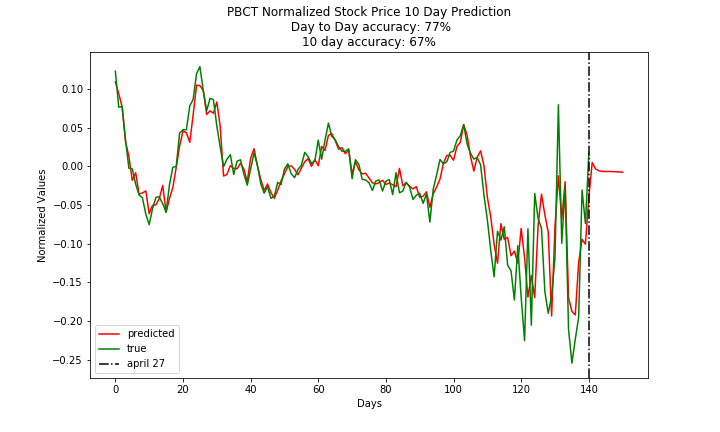 PBCT Normalized Stock Price 10 Day Prediction
Day to Day accuracy: 77%
10 day accuracy: 67%
Normalized Values
0.10
0.05
0.00
−0.05
−0.10
−0.15
−0.20
−0.25
predicted
true
april 27
0 20 40 60 80 100 120 140
Days